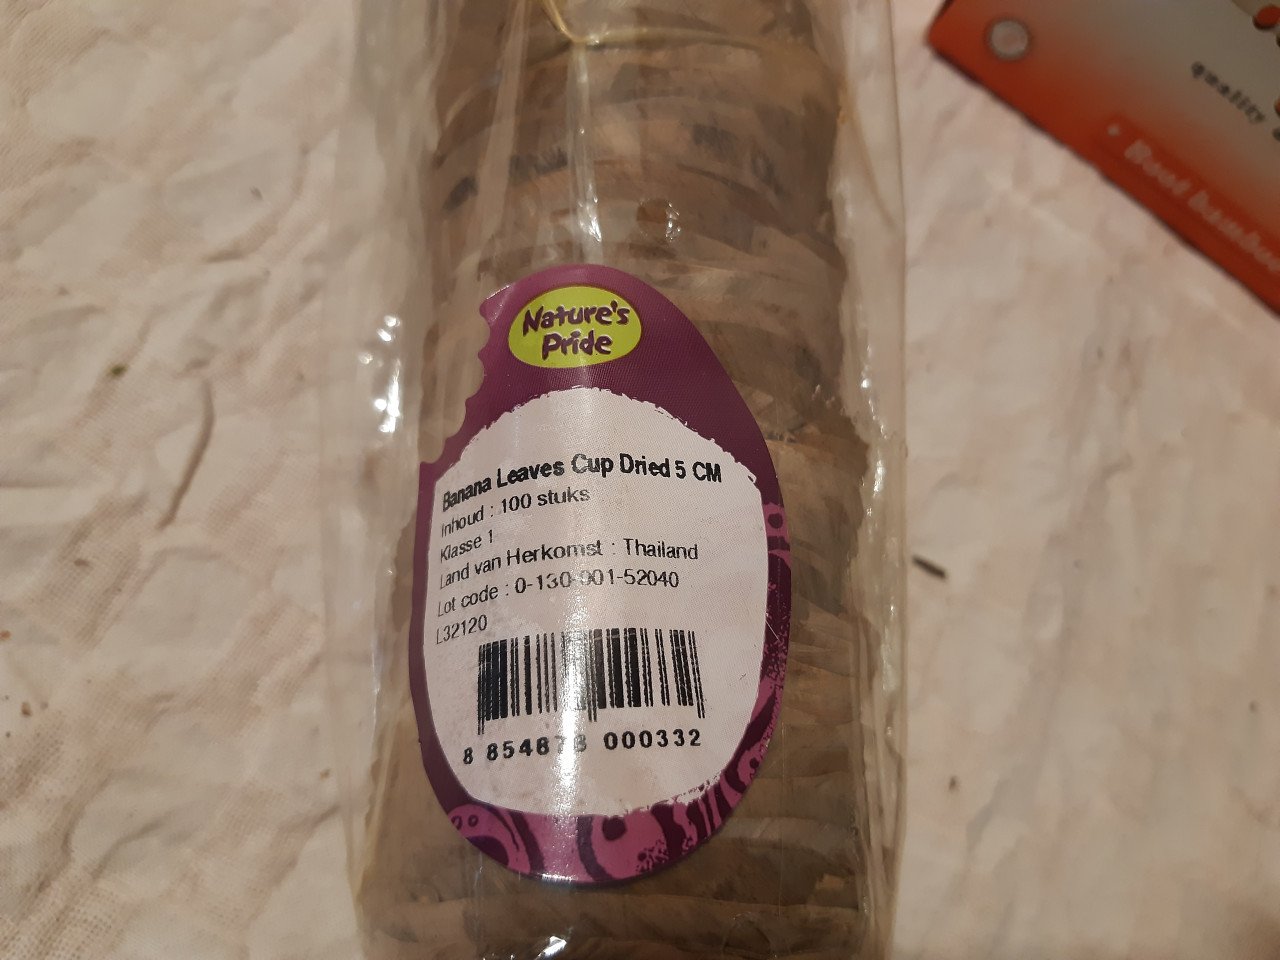 Nature's
Pride
Banana Leaves Cup Dried 5 CM
Inhoud : 100 stuks
Klasse 1
Land van Herkomst : Thailand
Lot code : 0-130-001-52040
L32120
8 854878 000332
quality